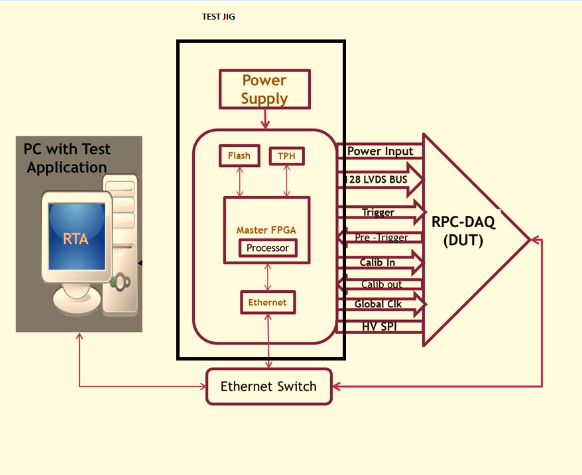 TEST JIG
Power
Supply
PC with Test
Application
RTA
Flash
TPH
Master FPGA
Processor
Ethernet
Power Input
128 LVDS BUS
Trigger
Pre -Trigger
Calib In
Calib out
Global Clk
HV SPI
RPC-DAQ
(DUT)
Ethernet Switch